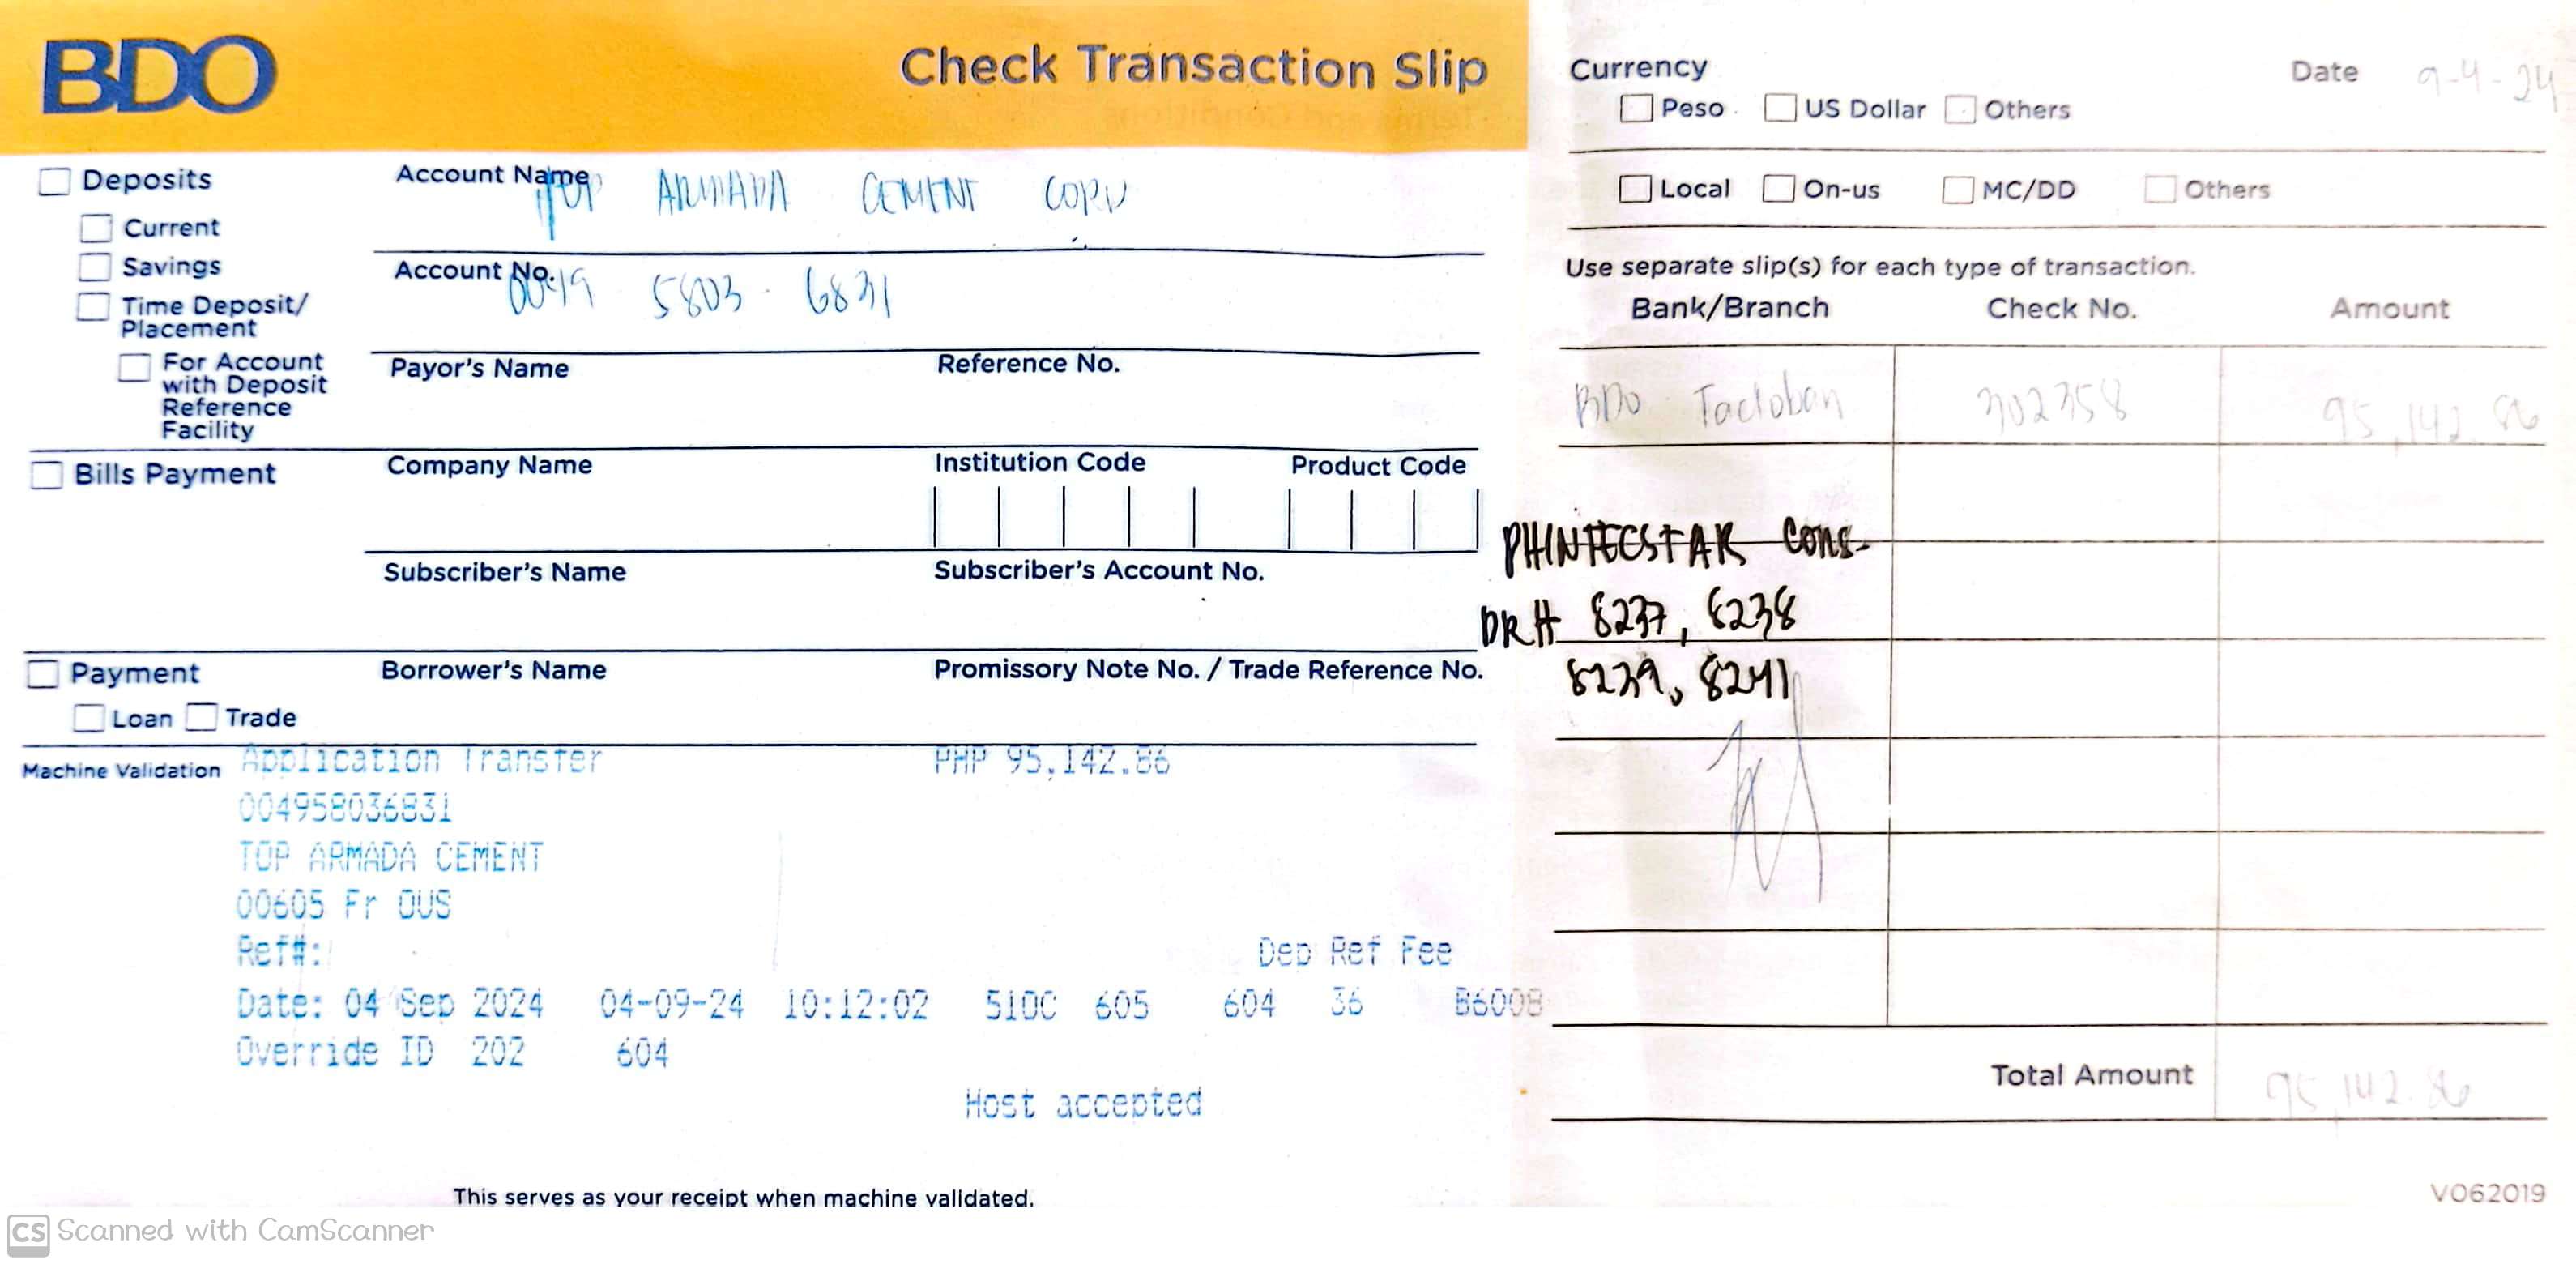 BDO
Check Transaction Slip
Deposits
Current
Savings
Time Deposit/
Placement
For Account
with Deposit
Reference
Facility
Account Name
TOP ARMADA CEMENT CORP
Account No.
0049 5803 - 6831
Payor's Name
Reference No.
Bills Payment
Company Name
Institution Code
Product Code
Subscriber's Name
Subscriber's Account No.
Payment
Loan
Trade
Borrower's Name
Promissory Note No. / Trade Reference No.
Machine Validation
Application Transfer PHP 95,142.86
004958036831
TOP ARMADA CEMENT
00605 Fr OUS
Ref#: Dep Ref Fee
Date: 04 Sep 2024 04-09-24 10:12:02 510C 605 604 36 B6008
Override ID 202 604
Host accepted
This serves as your receipt when machine validated.
Currency
Date 9-4-24
Peso
US Dollar
Others
Local
On-us
MC/DD
Others
Use separate slip(s) for each type of transaction.
Bank/Branch Check No. Amount
BDO Tacloban 302358 95,142.86
PHINTECSTAR Cons-
DR# 8237, 8238
8239, 8241
Total Amount 95,142.86
V062019
CS Scanned with CamScanner